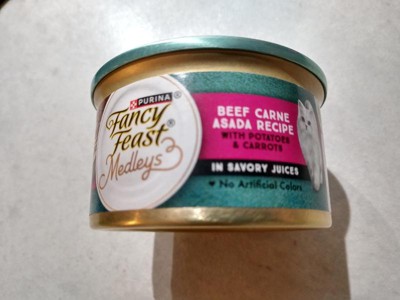 PURINA
Fancy
Feast®
Medleys
BEEF CARNE
ASADA RECIPE
WITH POTATOES
& CARROTS
IN SAVORY JUICES
♥ No Artificial Colors